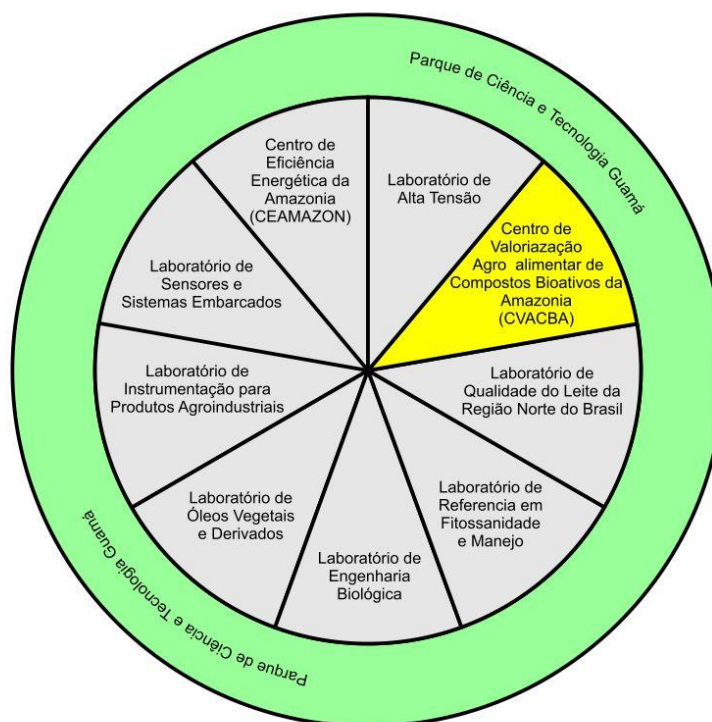 Parque de Ciência e Tecnologia Guamá
Centro de
Eficiência
Energética da
Amazonia
(CEAMAZON)
Laboratório de
Alta Tensão
Centro de
Valoriazação
Agro alimentar de
Compostos Bioativos da
Amazonia
(CVACBA)
Laboratório de
Qualidade do Leite da
Região Norte do Brasil
Laboratório de
Referencia em
Fitossanidade
e Manejo
Laboratório de
Engenharia
Biológica
Laboratório de
Óleos Vegetais
e Derivados
Laboratório de
Instrumentação para
Produtos Agroindustriais
Laboratório de
Sensores e
Sistemas Embarcados
Parque de Ciência e Tecnologia Guamá